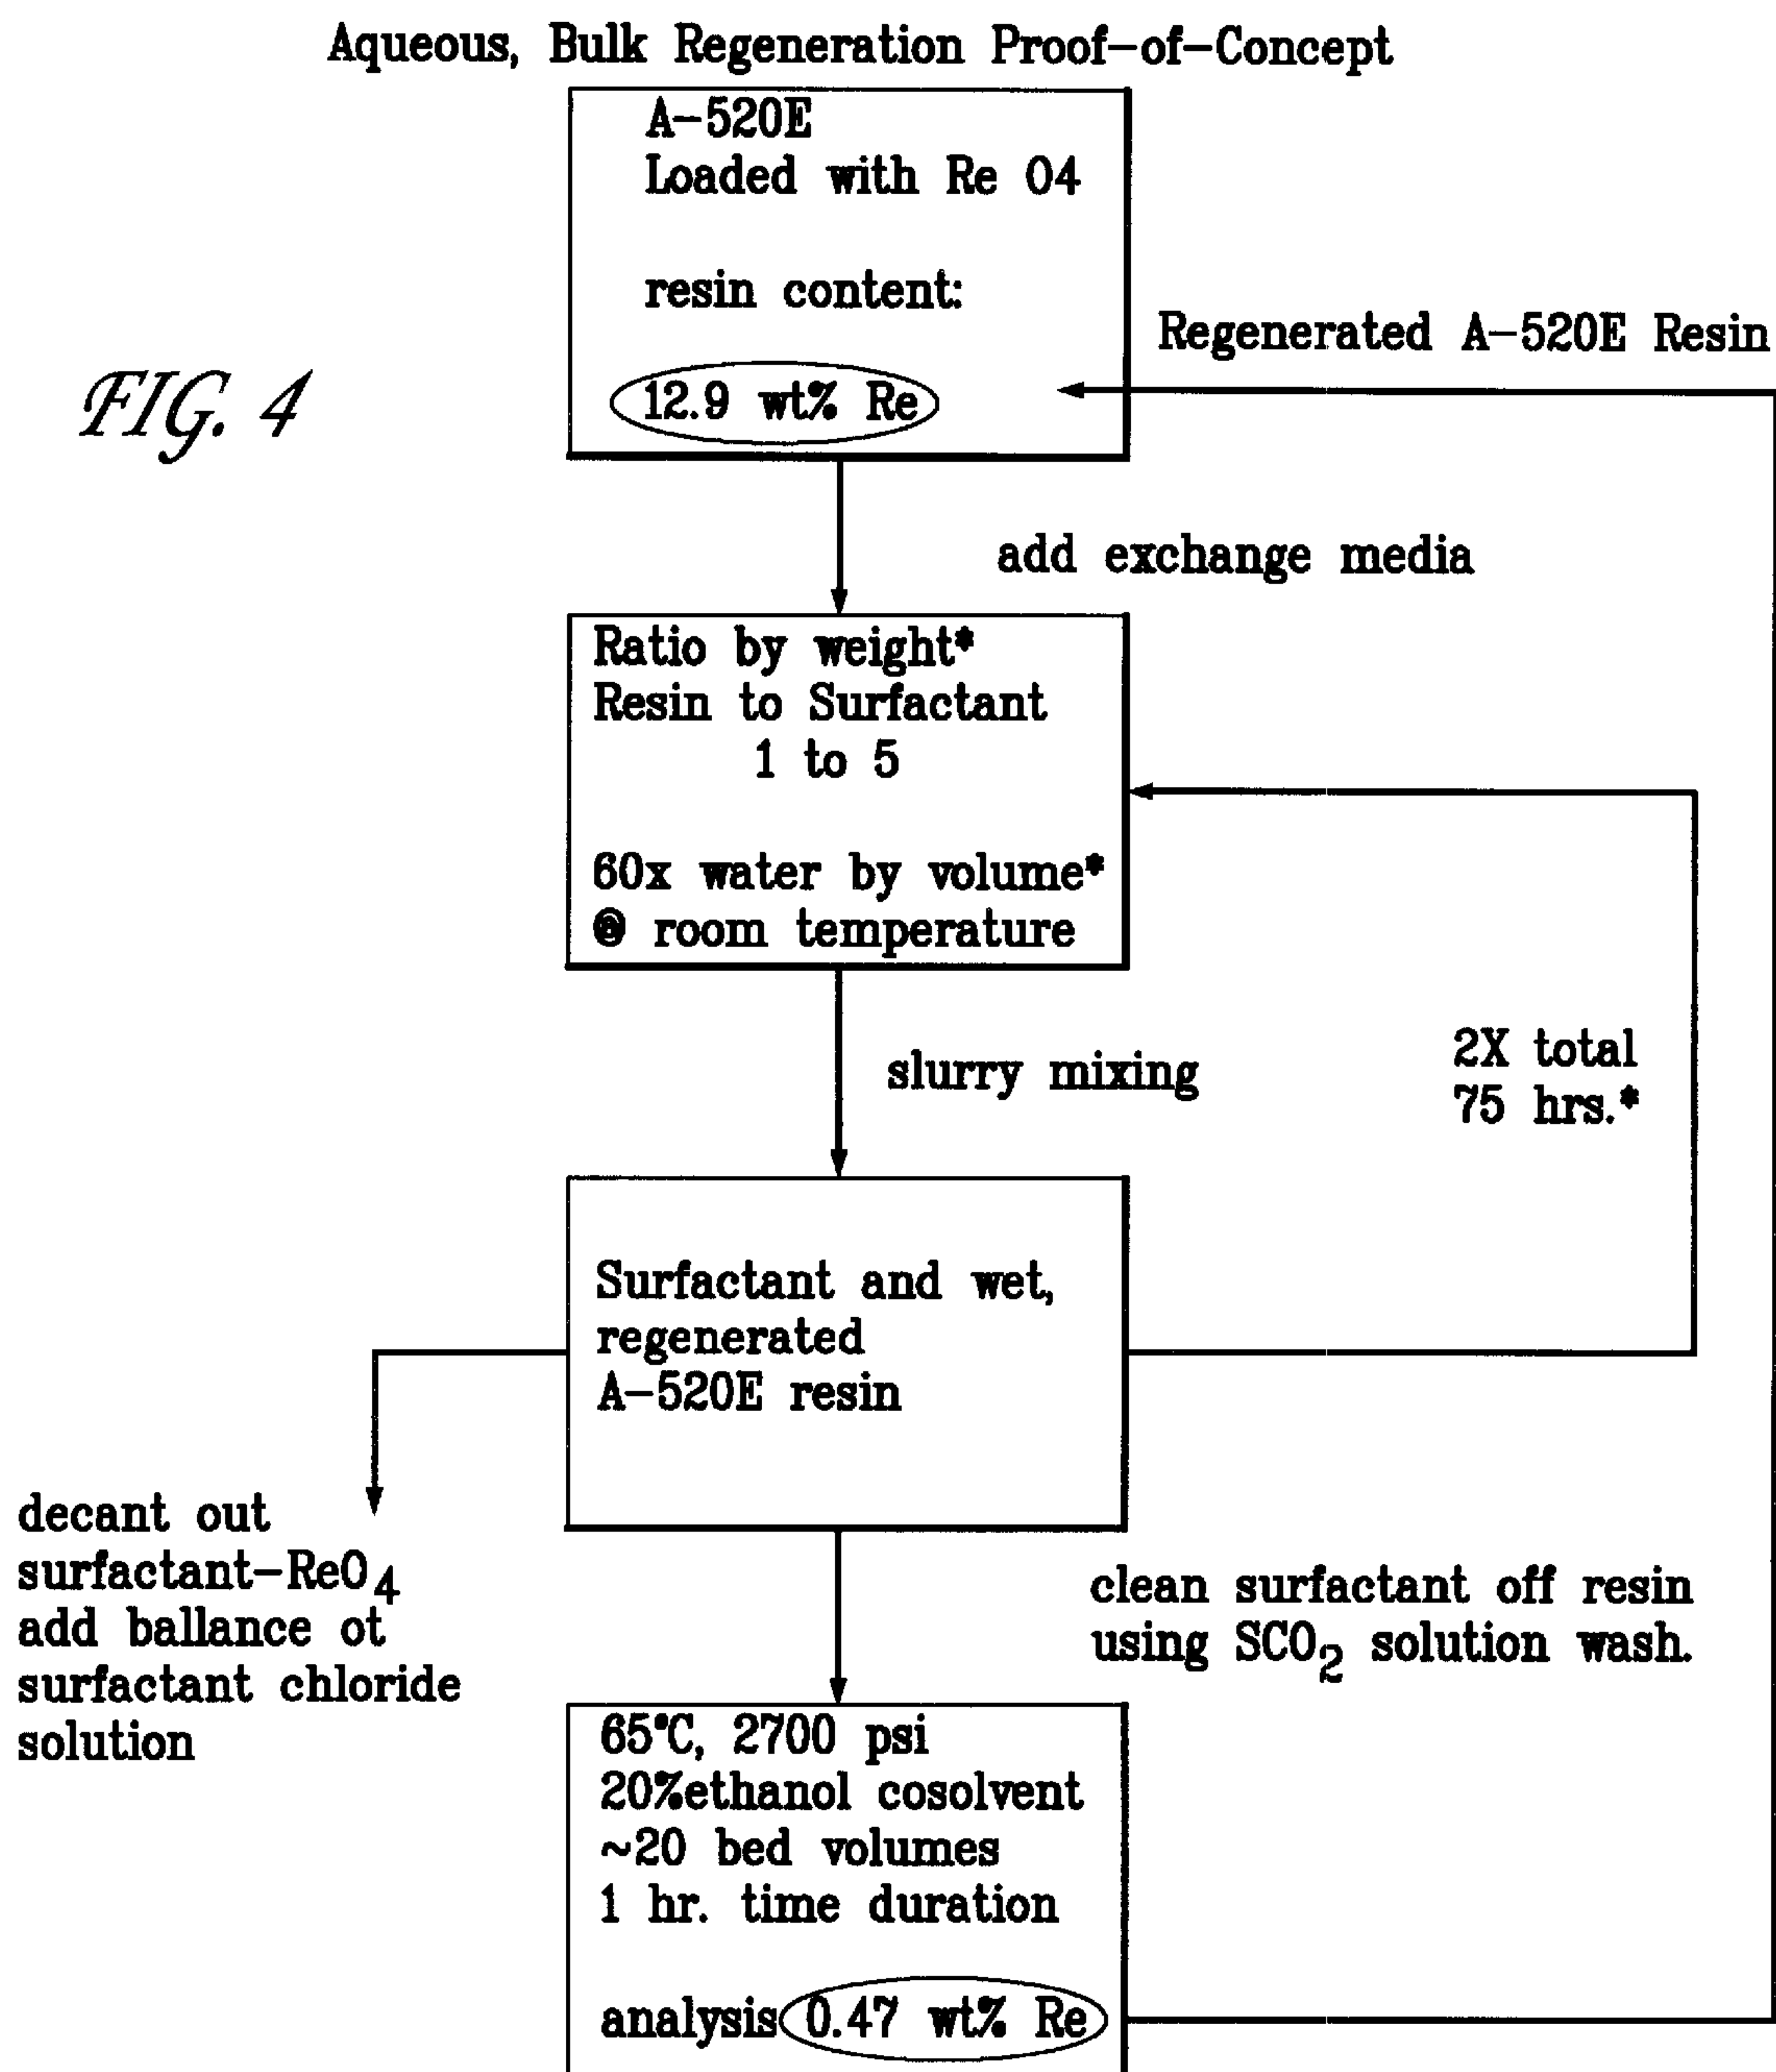 Aqueous, Bulk Regeneration Proof-of-Concept
A-520E
Loaded with Re 04
resin content:
12.9 wt% Re
Regenerated A-520E Resin
FIG. 4
add exchange media
Ratio by weight*
Resin to Surfactant
1 to 5
60x water by volume*
@ room temperature
slurry mixing
2X total
75 hrs.*
Surfactant and wet,
regenerated
A-520E resin
decant out
surfactant-ReO4
add ballance ot
surfactant chloride
solution
clean surfactant off resin
using SCO2 solution wash.
65°C, 2700 psi
20%ethanol cosolvent
~20 bed volumes
1 hr. time duration
analysis 0.47 wt% Re